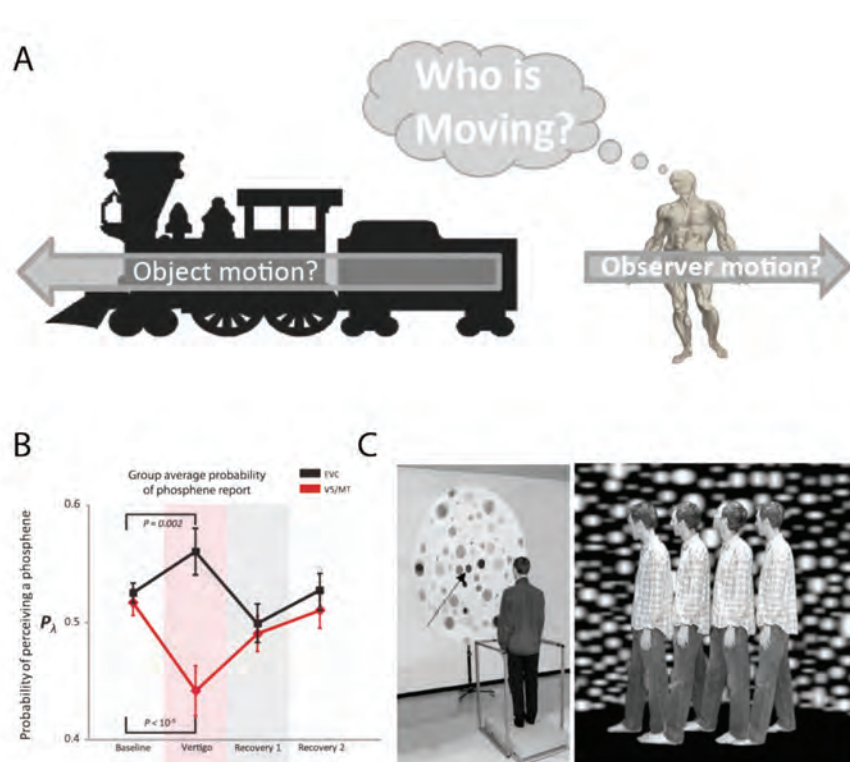 A
Who is
Moving?
Object motion?
Observer motion?
B
C
Group average probability
of phosphene report
EVC
V5/MT
Probability of perceiving a phosphene
Pλ
0.6
0.5
0.4
P = 0.002
P < 10⁻⁵
Baseline
Vertigo
Recovery 1
Recovery 2